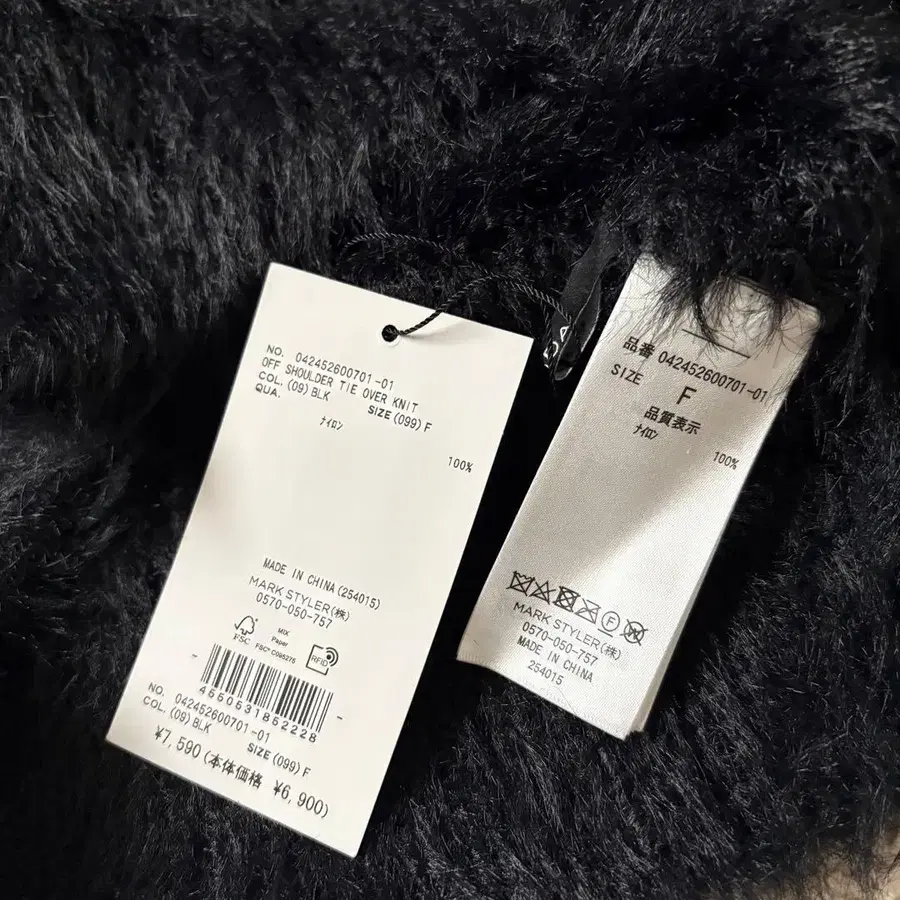 NO. 042452600701-01
OFF SHOULDER TIE OVER KNIT
COL. (09) BLK SIZE (099) F
QUA.
ナイロン
100%
MADE IN CHINA (254015)
MARK STYLER(株)
0570-050-757
FSC
MIX
Paper
FSC™ C095275
RFID
4550631852228
NO. 042452600701-01
COL. (09) BLK SIZE (099) F
¥7,590 (本体価格 ¥6,900)
品番 042452600701-01
SIZE
F
品質表示
ナイロン
100%
F
W
MARK STYLER(株)
0570-050-757
MADE IN CHINA
254015